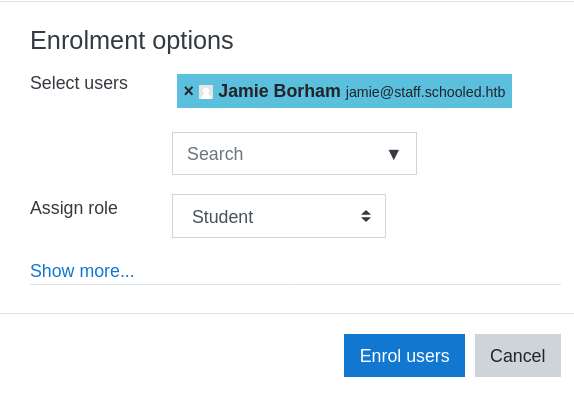 Enrolment options
Select users
× Jamie Borham jamie@staff.schooled.htb
Search ▼
Assign role
Student
Show more...
Enrol users Cancel